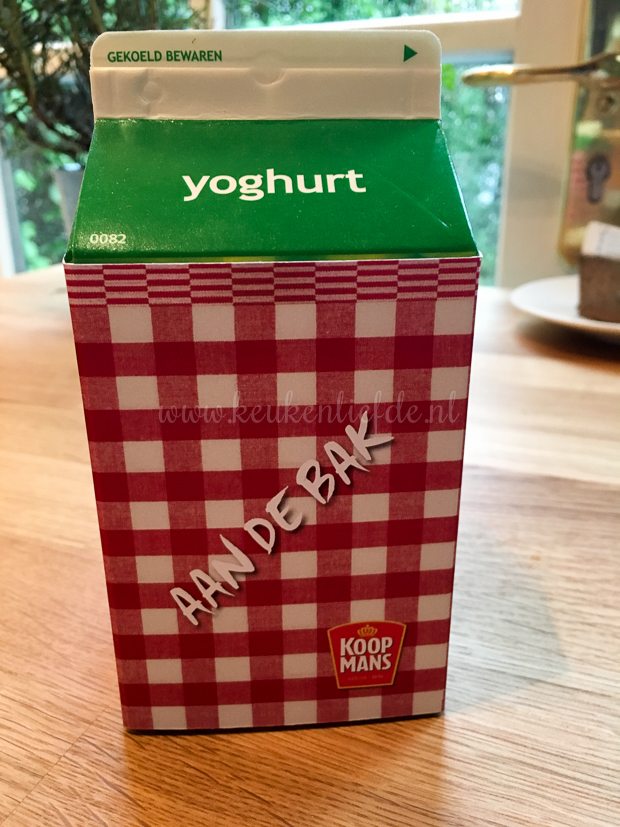 GEKOELD BEWAREN
yoghurt
0082
www.keukenliefde.nl
AAN DE BAK
KOOP
MANS